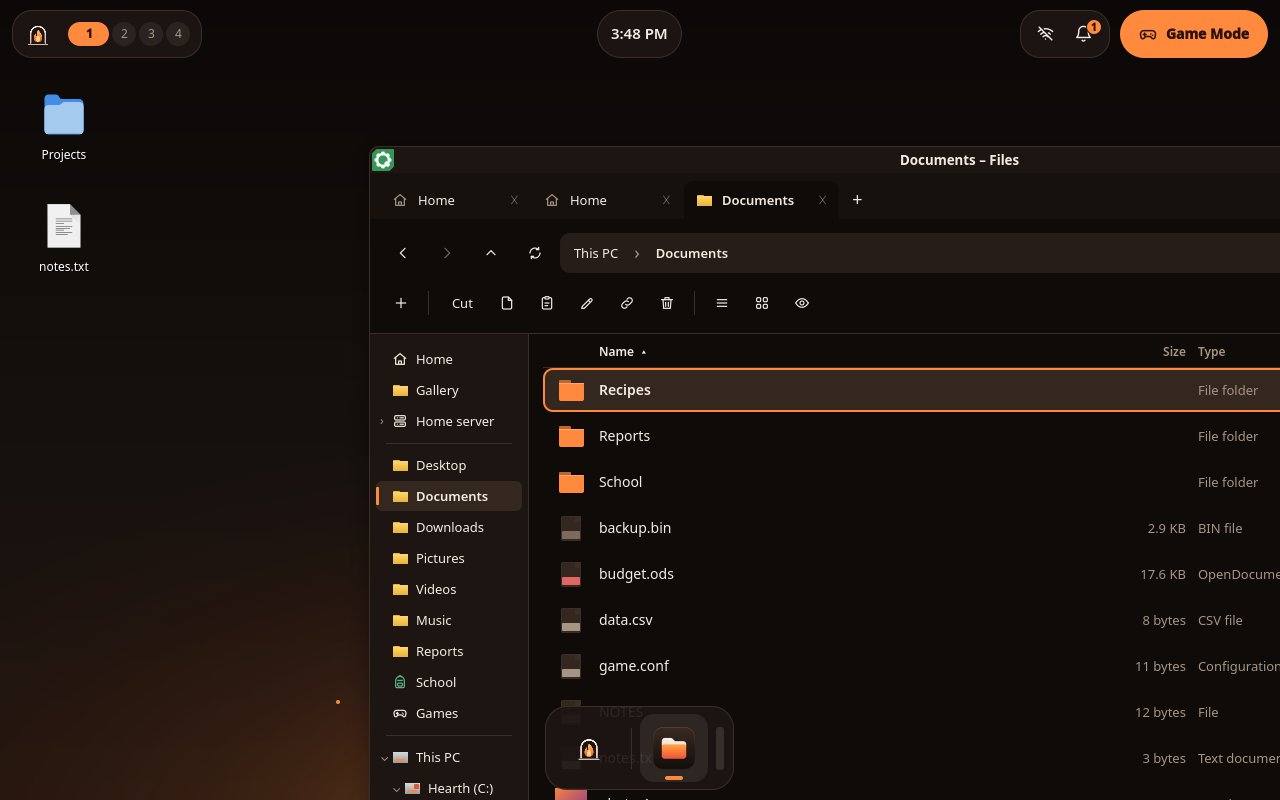 1 2 3 4
3:48 PM
1
Game Mode
Projects
notes.txt
Documents – Files
Home X Home X Documents X +
This PC › Documents
Cut
Name Size Type
Home
Gallery
Home server
Desktop
Documents
Downloads
Pictures
Videos
Music
Reports
School
Games
This PC
Hearth (C:)
Recipes File folder
Reports File folder
School File folder
backup.bin 2.9 KB BIN file
budget.ods 17.6 KB OpenDocume
data.csv 8 bytes CSV file
game.conf 11 bytes Configuration
NOTES 12 bytes File
notes.tx 3 bytes Text documen